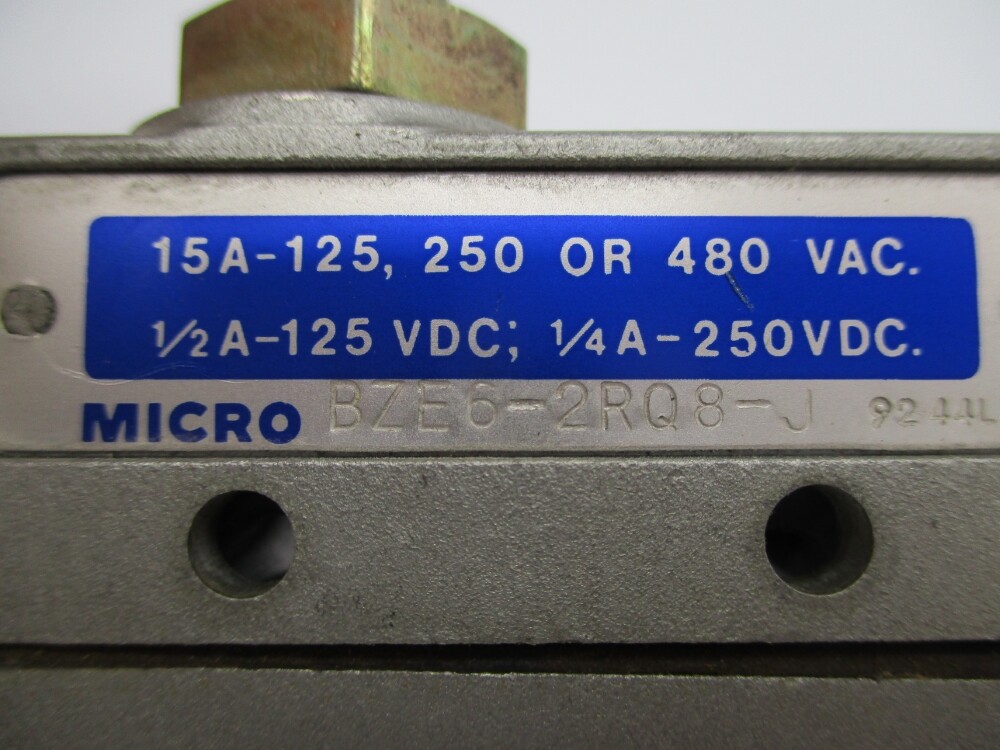 15A-125, 250 OR 480 VAC.
1/2A-125 VDC; 1/4A-250VDC.
MICRO BZE6-2RQ8-J 9244L